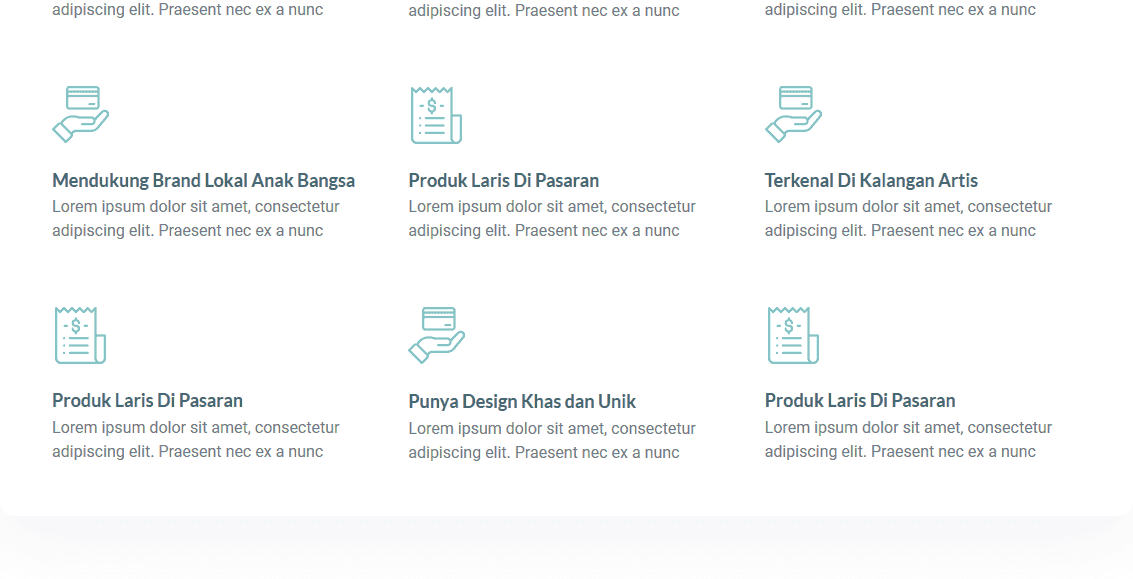 adipiscing elit. Praesent nec ex a nunc
adipiscing elit. Praesent nec ex a nunc
adipiscing elit. Praesent nec ex a nunc
- $ -
Mendukung Brand Lokal Anak Bangsa
Lorem ipsum dolor sit amet, consectetur
adipiscing elit. Praesent nec ex a nunc
Produk Laris Di Pasaran
Lorem ipsum dolor sit amet, consectetur
adipiscing elit. Praesent nec ex a nunc
Terkenal Di Kalangan Artis
Lorem ipsum dolor sit amet, consectetur
adipiscing elit. Praesent nec ex a nunc
- $ -
- $ -
Produk Laris Di Pasaran
Lorem ipsum dolor sit amet, consectetur
adipiscing elit. Praesent nec ex a nunc
Punya Design Khas dan Unik
Lorem ipsum dolor sit amet, consectetur
adipiscing elit. Praesent nec ex a nunc
Produk Laris Di Pasaran
Lorem ipsum dolor sit amet, consectetur
adipiscing elit. Praesent nec ex a nunc